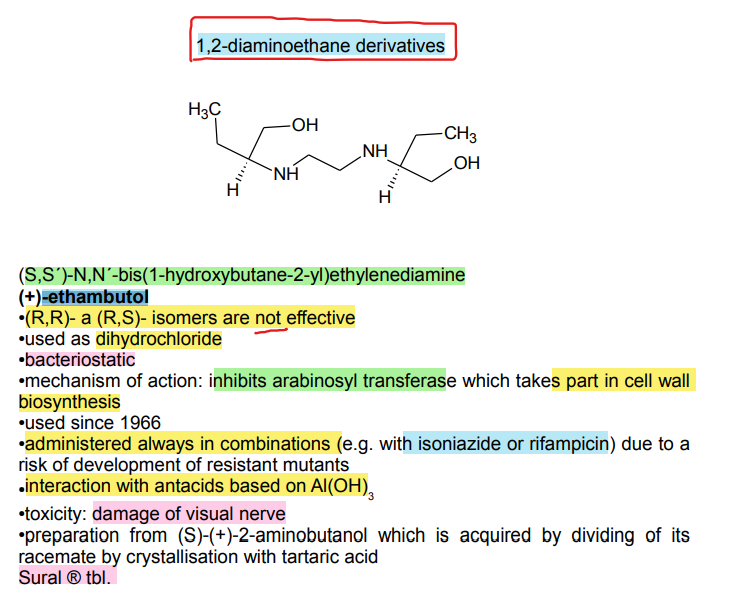 1,2-diaminoethane derivatives
H₃C
OH
CH₃
NH
OH
NH
H
H
(S,S´)-N,N´-bis(1-hydroxybutane-2-yl)ethylenediamine
(+)-ethambutol
•(R,R)- a (R,S)- isomers are not effective
•used as dihydrochloride
•bacteriostatic
•mechanism of action: inhibits arabinosyl transferase which takes part in cell wall
biosynthesis
•used since 1966
•administered always in combinations (e.g. with isoniazide or rifampicin) due to a
risk of development of resistant mutants
•interaction with antacids based on Al(OH)₃
•toxicity: damage of visual nerve
•preparation from (S)-(+)-2-aminobutanol which is acquired by dividing of its
racemate by crystallisation with tartaric acid
Sural ® tbl.